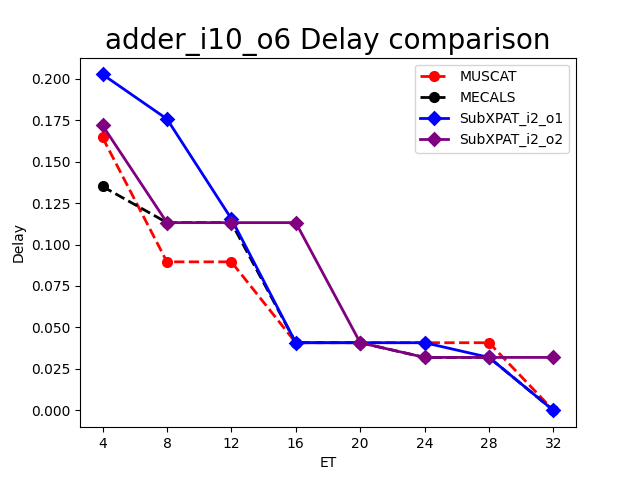 adder_i10_o6 Delay comparison
MUSCAT
MECALS
SubXPAT_i2_o1
SubXPAT_i2_o2
Delay
0.200
0.175
0.150
0.125
0.100
0.075
0.050
0.025
0.000
4 8 12 16 20 24 28 32
ET